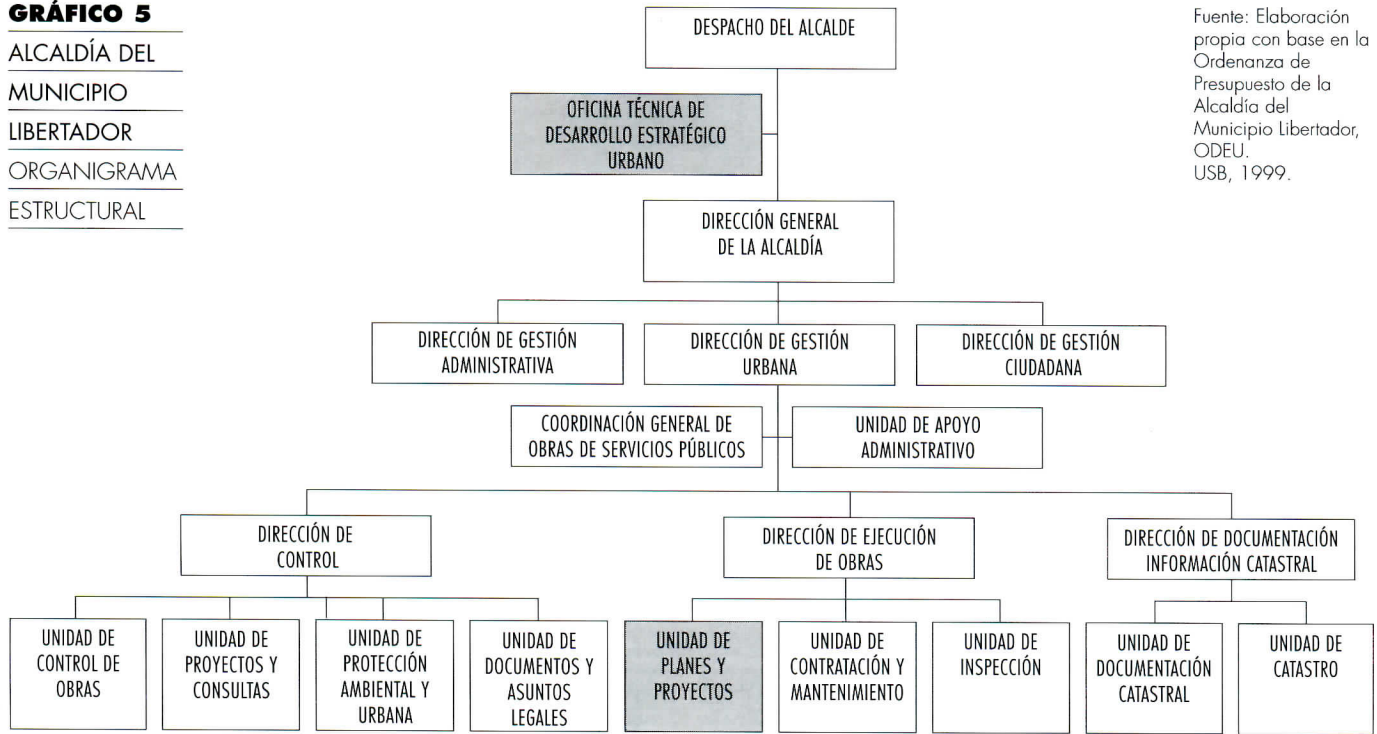 GRÁFICO 5
ALCALDÍA DEL
MUNICIPIO
LIBERTADOR
ORGANIGRAMA
ESTRUCTURAL
DESPACHO DEL ALCALDE
Fuente: Elaboración
propia con base en la
Ordenanza de
Presupuesto de la
Alcaldía del
Municipio Libertador,
ODEU.
USB, 1999.
OFICINA TÉCNICA DE
DESARROLLO ESTRATÉGICO
URBANO
DIRECCIÓN GENERAL
DE LA ALCALDÍA
DIRECCIÓN DE GESTIÓN
ADMINISTRATIVA
DIRECCIÓN DE GESTIÓN
URBANA
DIRECCIÓN DE GESTIÓN
CIUDADANA
COORDINACIÓN GENERAL DE
OBRAS DE SERVICIOS PÚBLICOS
UNIDAD DE APOYO
ADMINISTRATIVO
DIRECCIÓN DE
CONTROL
DIRECCIÓN DE EJECUCIÓN
DE OBRAS
DIRECCIÓN DE DOCUMENTACIÓN
INFORMACIÓN CATASTRAL
UNIDAD DE
CONTROL DE
OBRAS
UNIDAD DE
PROYECTOS Y
CONSULTAS
UNIDAD DE
PROTECCIÓN
AMBIENTAL Y
URBANA
UNIDAD DE
DOCUMENTOS Y
ASUNTOS
LEGALES
UNIDAD DE
PLANES Y
PROYECTOS
UNIDAD DE
CONTRATACIÓN Y
MANTENIMIENTO
UNIDAD DE
INSPECCIÓN
UNIDAD DE
DOCUMENTACIÓN
CATASTRAL
UNIDAD DE
CATASTRO